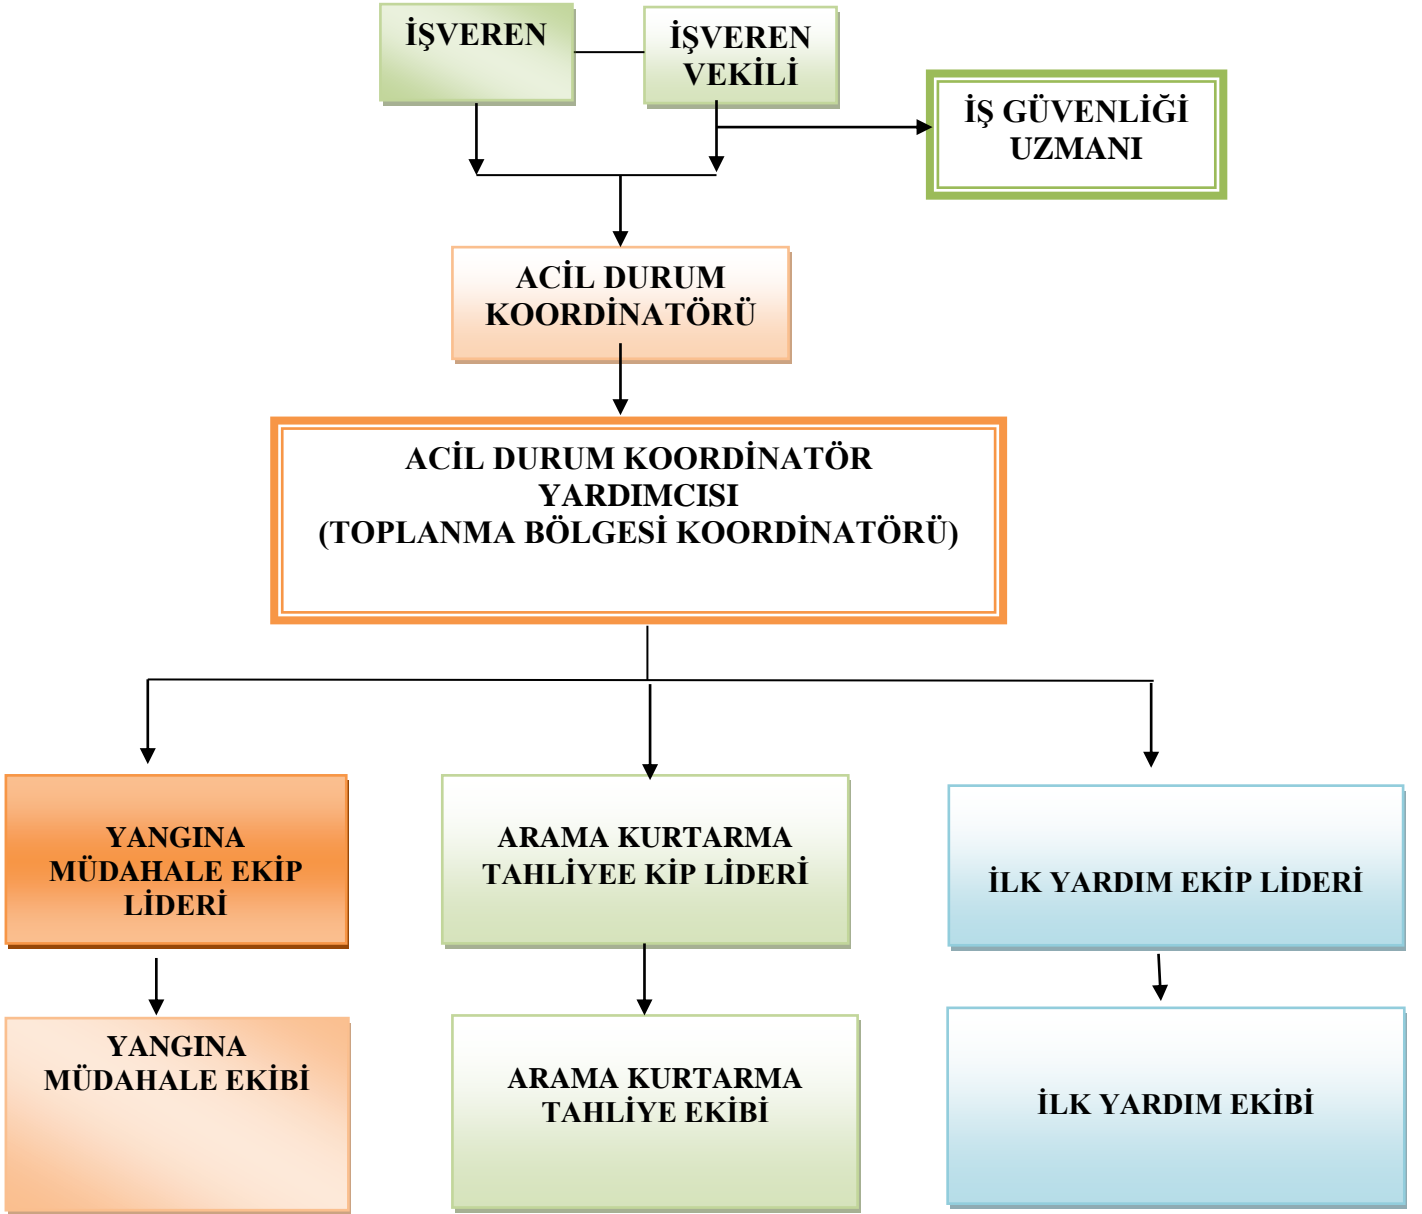 İŞVEREN
İŞVEREN
VEKİLİ
İŞ GÜVENLİĞİ
UZMANI
ACİL DURUM
KOORDİNATÖRÜ
ACİL DURUM KOORDİNATÖR
YARDIMCISI
(TOPLANMA BÖLGESİ KOORDİNATÖRÜ)
YANGINA
MÜDAHALE EKİP
LİDERİ
ARAMA KURTARMA
TAHLİYEE KİP LİDERİ
İLK YARDIM EKİP LİDERİ
YANGINA
MÜDAHALE EKİBİ
ARAMA KURTARMA
TAHLİYE EKİBİ
İLK YARDIM EKİBİ